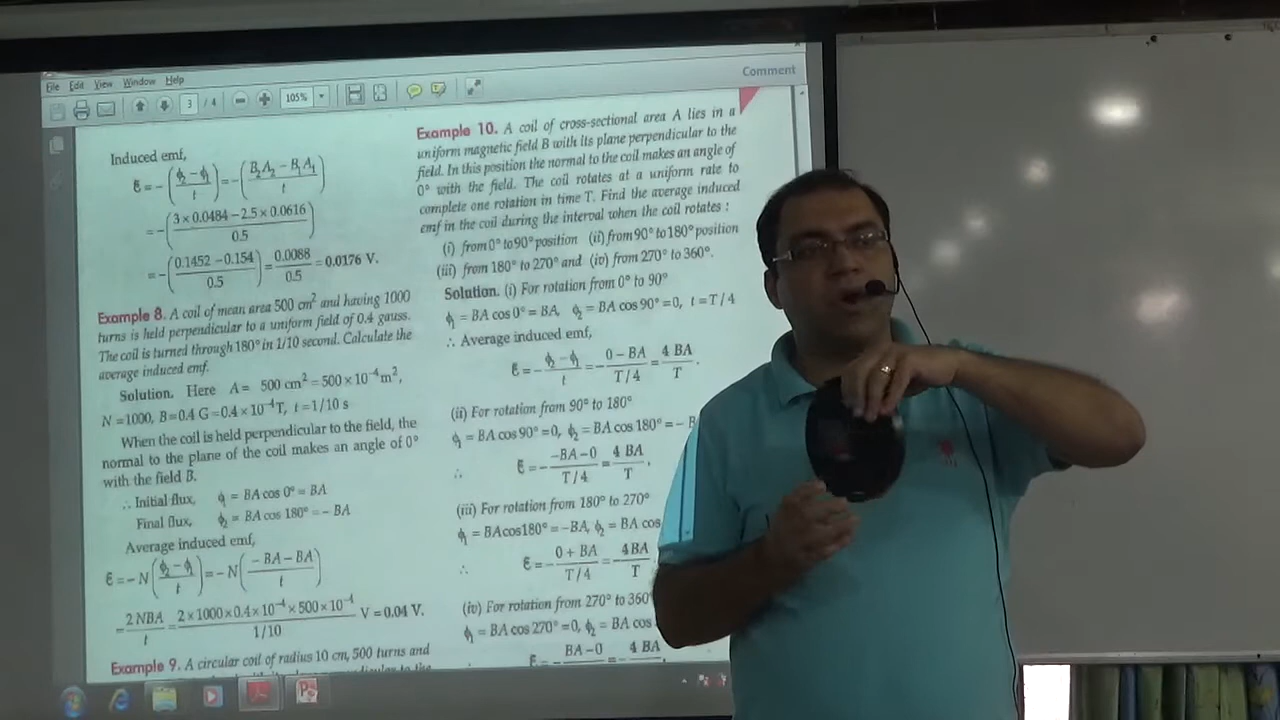 File Edit View Window Help
3 / 4 105%
Comment
Induced emf,
ε = −(ϕ₂ − ϕ₁ / t) = −(B₂A₂ − B₁A₁ / t)
= −(3 × 0.0484 − 2.5 × 0.0616 / 0.5)
= −(0.1452 − 0.154 / 0.5) = 0.0088 / 0.5 = 0.0176 V.
Example 8. A coil of mean area 500 cm² and having 1000
turns is held perpendicular to a uniform field of 0.4 gauss.
The coil is turned through 180° in 1/10 second. Calculate the
average induced emf.
Solution. Here A = 500 cm² = 500 × 10⁻⁴ m²,
N = 1000, B = 0.4 G = 0.4 × 10⁻⁴ T, t = 1/10 s
When the coil is held perpendicular to the field, the
normal to the plane of the coil makes an angle of 0°
with the field B.
∴ Initial flux, ϕ₁ = BA cos 0° = BA
Final flux, ϕ₂ = BA cos 180° = − BA
Average induced emf,
ε = − N (ϕ₂ − ϕ₁ / t) = − N (− BA − BA / t)
= 2 NBA / t = 2 × 1000 × 0.4 × 10⁻⁴ × 500 × 10⁻⁴ / 1/10 V = 0.04 V.
Example 9. A circular coil of radius 10 cm, 500 turns and
Example 10. A coil of cross-sectional area A lies in a
uniform magnetic field B with its plane perpendicular to the
field. In this position the normal to the coil makes an angle of
0° with the field. The coil rotates at a uniform rate to
complete one rotation in time T. Find the average induced
emf in the coil during the interval when the coil rotates :
(i) from 0° to 90° position (ii) from 90° to 180° position
(iii) from 180° to 270° and (iv) from 270° to 360°.
Solution. (i) For rotation from 0° to 90°
ϕ₁ = BA cos 0° = BA, ϕ₂ = BA cos 90° = 0, t = T / 4
∴ Average induced emf,
ε = − ϕ₂ − ϕ₁ / t = − 0 − BA / T / 4 = 4 BA / T .
(ii) For rotation from 90° to 180°
ϕ₁ = BA cos 90° = 0, ϕ₂ = BA cos 180° = − B
∴ ε = − −BA − 0 / T / 4 = 4 BA / T .
(iii) For rotation from 180° to 270°
ϕ₁ = BA cos 180° = −BA, ϕ₂ = BA cos
∴ ε = − 0 + BA / T / 4 = − 4BA / T
(iv) For rotation from 270° to 360°
ϕ₁ = BA cos 270° = 0, ϕ₂ = BA cos
ε = − BA − 0 = − 4 BA